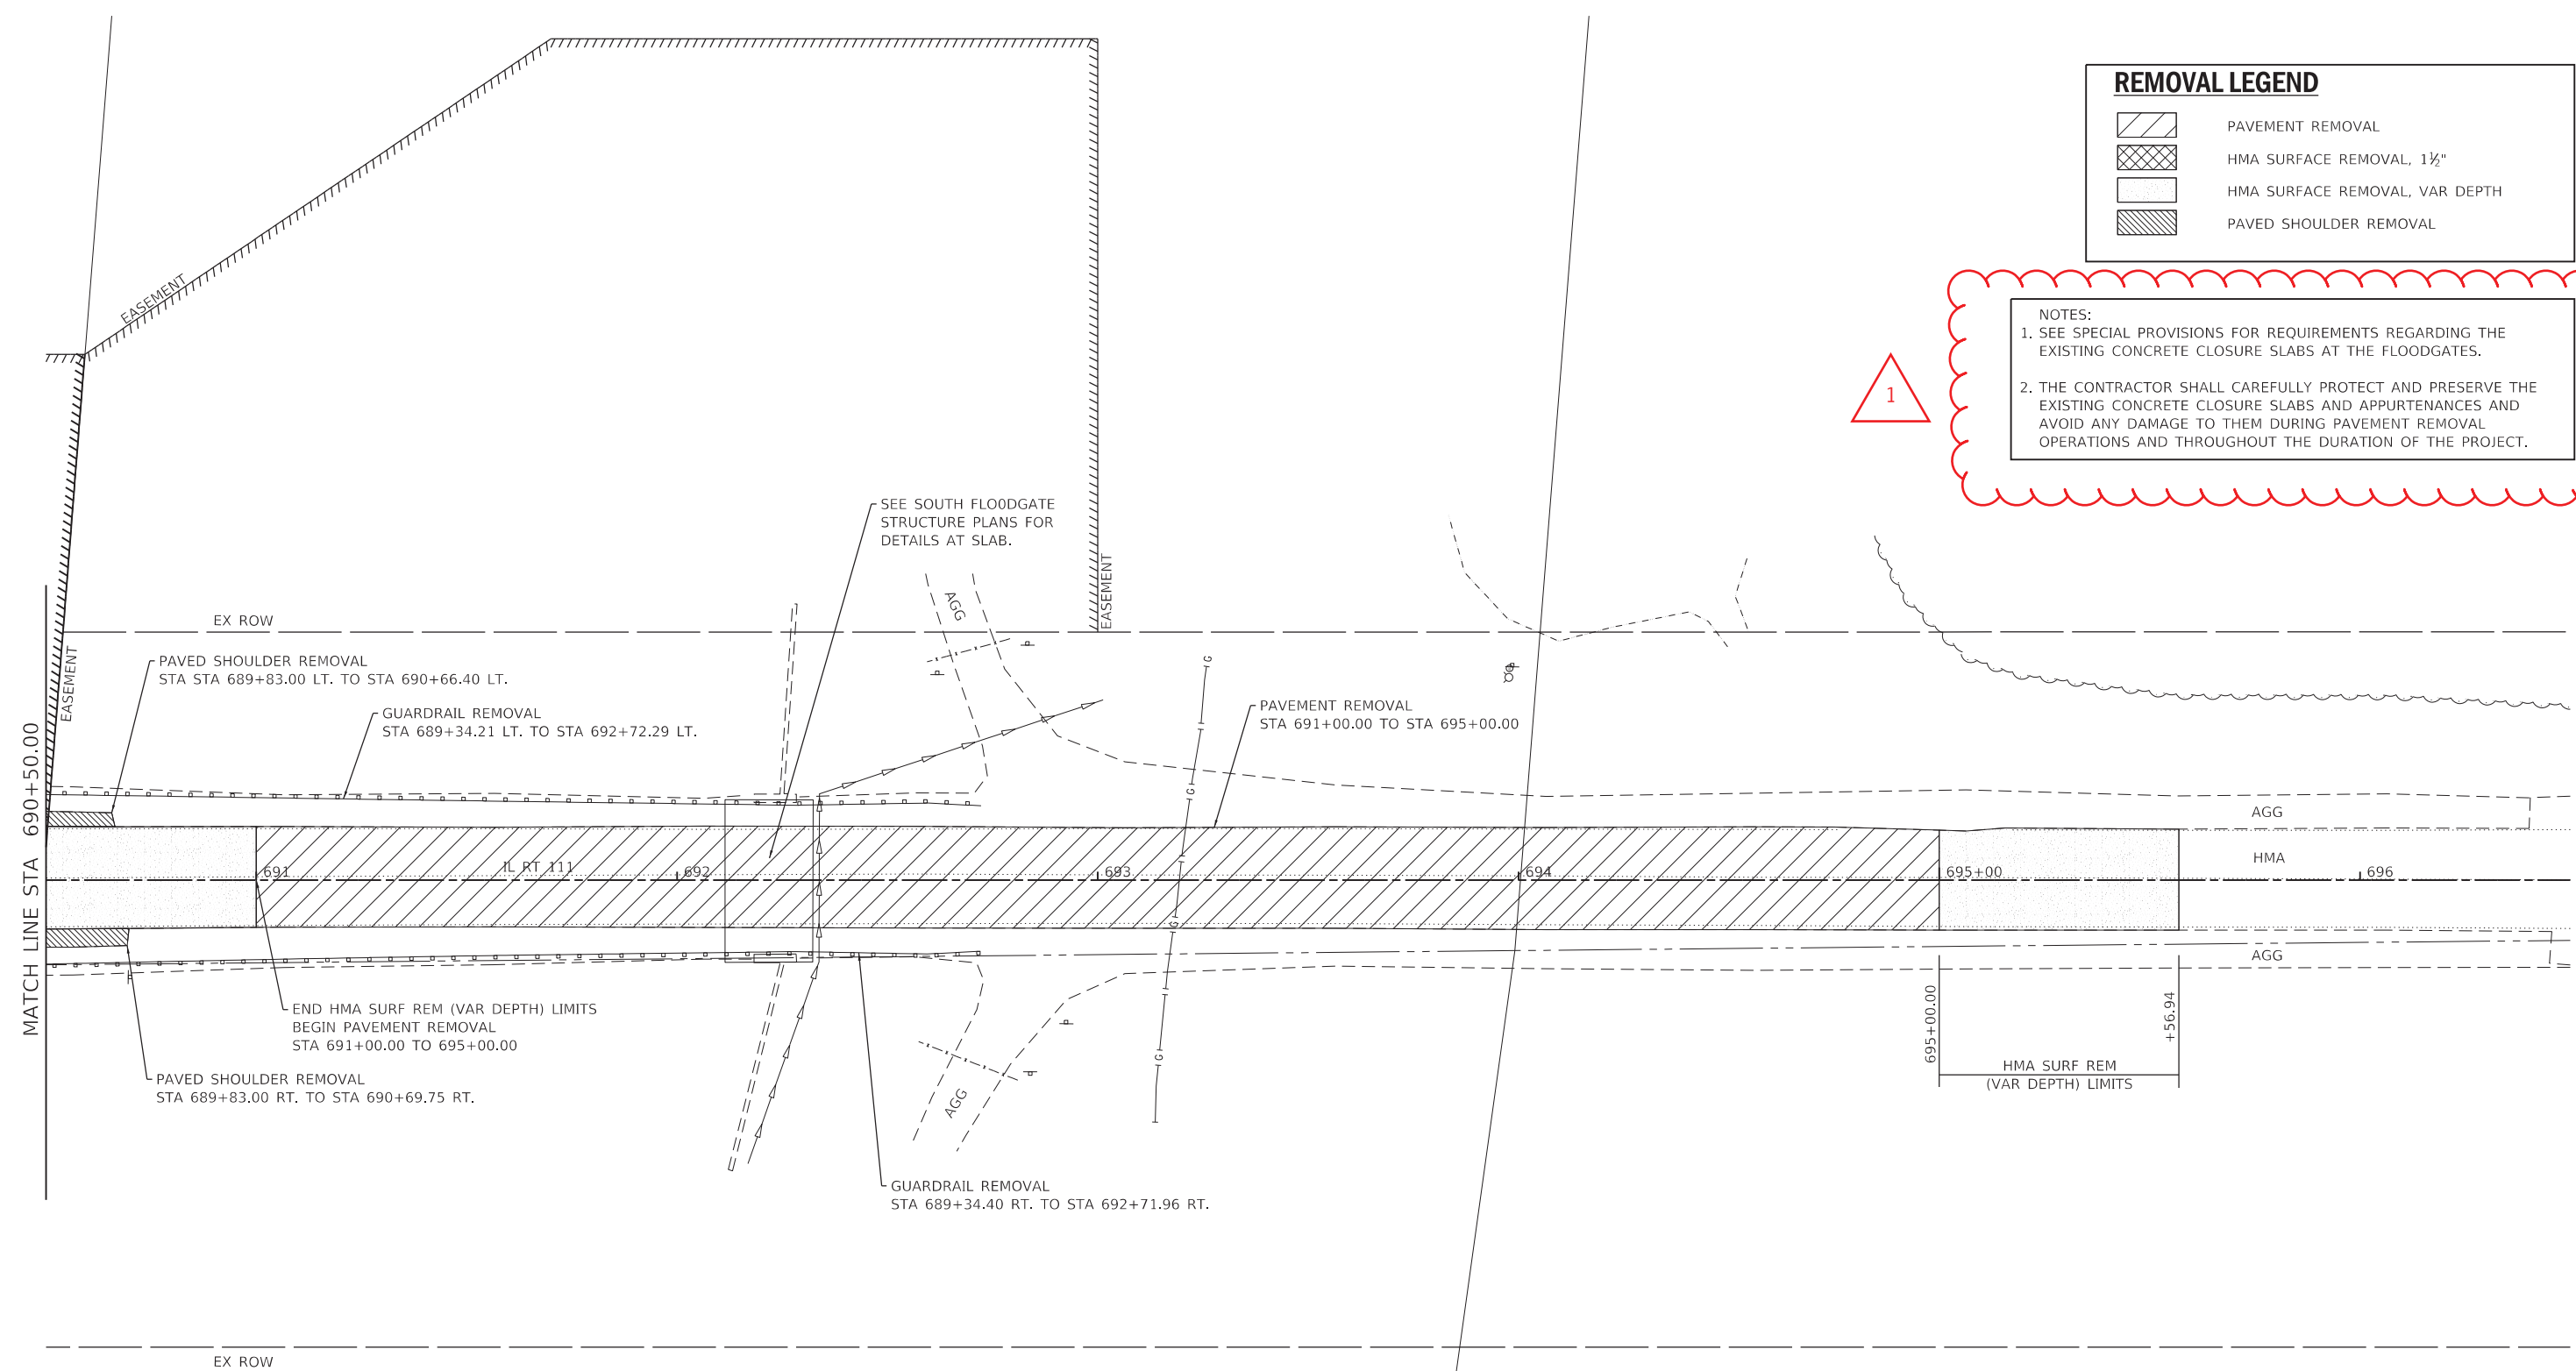 REMOVAL LEGEND
PAVEMENT REMOVAL
HMA SURFACE REMOVAL, 1½"
HMA SURFACE REMOVAL, VAR DEPTH
PAVED SHOULDER REMOVAL
NOTES:
1. SEE SPECIAL PROVISIONS FOR REQUIREMENTS REGARDING THE
EXISTING CONCRETE CLOSURE SLABS AT THE FLOODGATES.
2. THE CONTRACTOR SHALL CAREFULLY PROTECT AND PRESERVE THE
EXISTING CONCRETE CLOSURE SLABS AND APPURTENANCES AND
AVOID ANY DAMAGE TO THEM DURING PAVEMENT REMOVAL
OPERATIONS AND THROUGHOUT THE DURATION OF THE PROJECT.
1
EASEMENT
SEE SOUTH FLOODGATE
STRUCTURE PLANS FOR
DETAILS AT SLAB.
EASEMENT
AGG
EX ROW
EASEMENT
PAVED SHOULDER REMOVAL
STA STA 689+83.00 LT. TO STA 690+66.40 LT.
GUARDRAIL REMOVAL
STA 689+34.21 LT. TO STA 692+72.29 LT.
PAVEMENT REMOVAL
STA 691+00.00 TO STA 695+00.00
G
G
G
G
MATCH LINE STA 690+50.00
AGG
HMA
691
IL RT 111
692
693
694
695+00
696
AGG
END HMA SURF REM (VAR DEPTH) LIMITS
BEGIN PAVEMENT REMOVAL
STA 691+00.00 TO 695+00.00
PAVED SHOULDER REMOVAL
STA 689+83.00 RT. TO STA 690+69.75 RT.
AGG
695+00.00
+56.94
HMA SURF REM
(VAR DEPTH) LIMITS
GUARDRAIL REMOVAL
STA 689+34.40 RT. TO STA 692+71.96 RT.
EX ROW